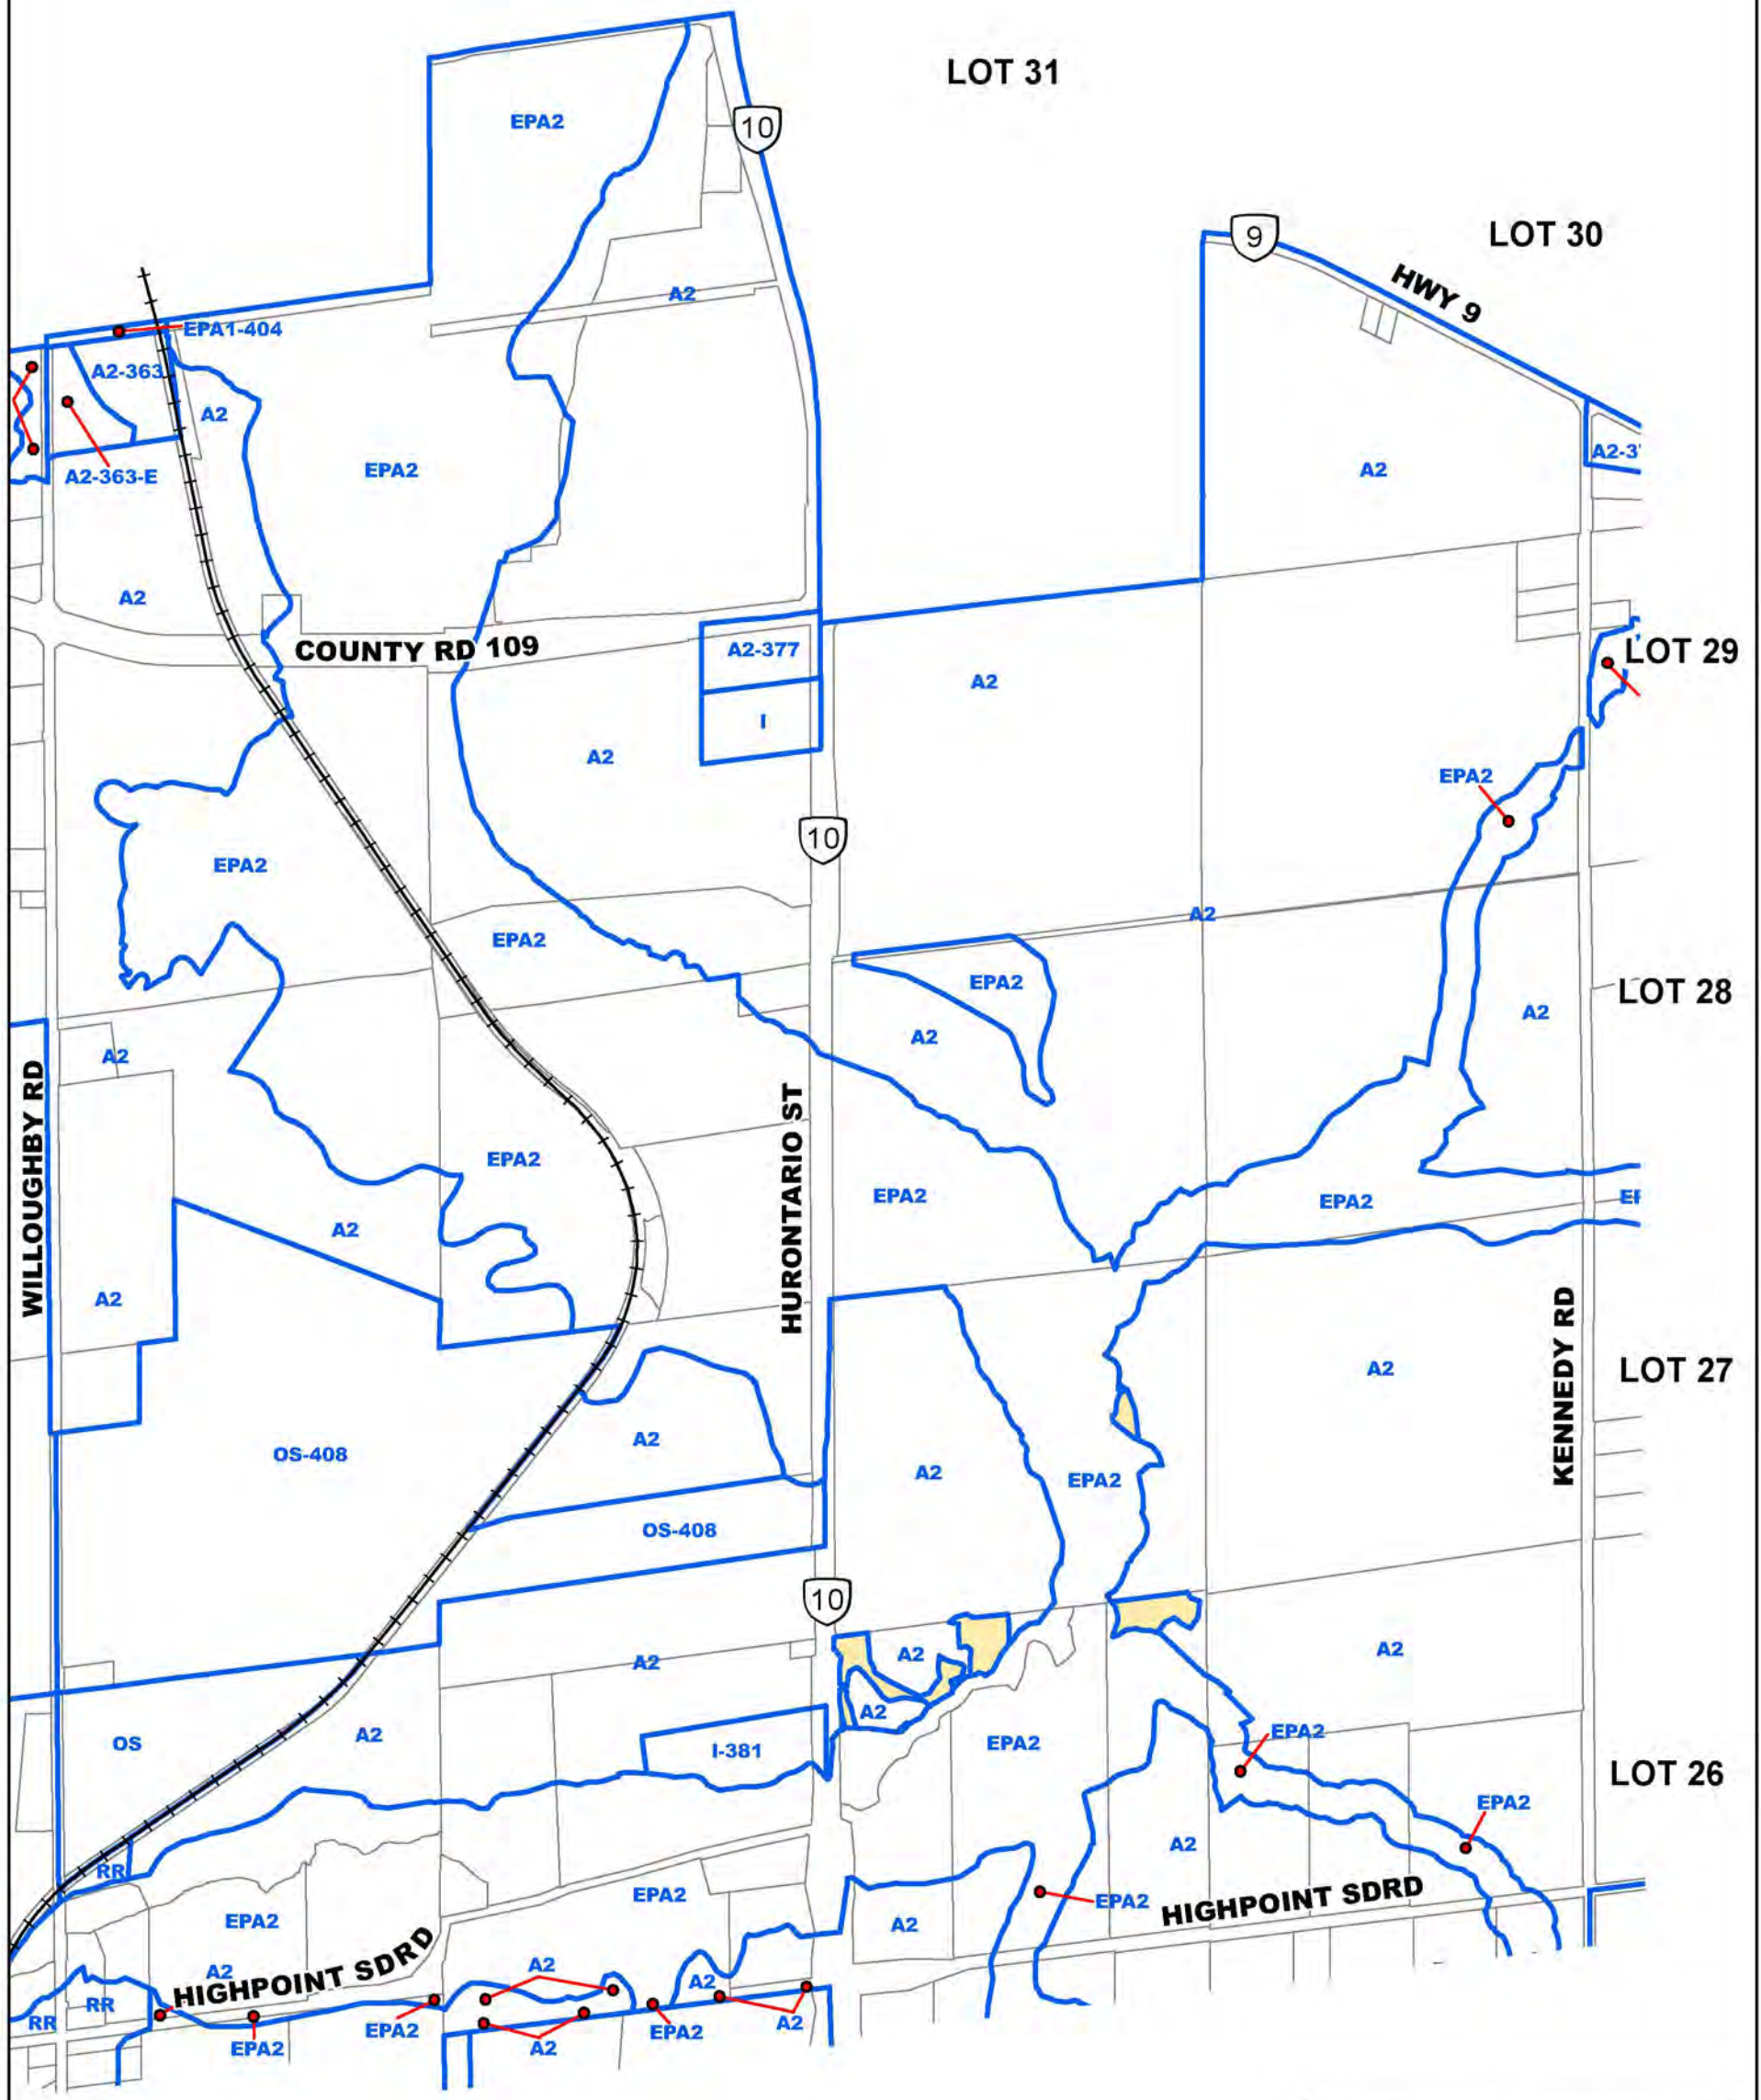 LOT 31
EPA2
10
9
LOT 30
HWY 9
A2
EPA1-404
A2-363
A2
EPA2
A2
A2-363-E
A2
COUNTY RD 109
A2-377
LOT 29
A2
I
A2
EPA2
10
EPA2
A2
EPA2
EPA2
LOT 28
A2
A2
A2
WILLOUGHBY RD
HURONTARIO ST
EPA2
EPA2
EPA2
A2
A2
KENNEDY RD
A2
LOT 27
A2
OS-408
A2
EPA2
OS-408
10
A2
A2
A2
A2
EPA2
A2
OS
EPA2
I-381
LOT 26
EPA2
A2
RR
EPA2
EPA2
HIGHPOINT SDRD
EPA2
A2
HIGHPOINT SDRD
A2
A2
A2
RR
RR
EPA2
EPA2
A2
EPA2
A2